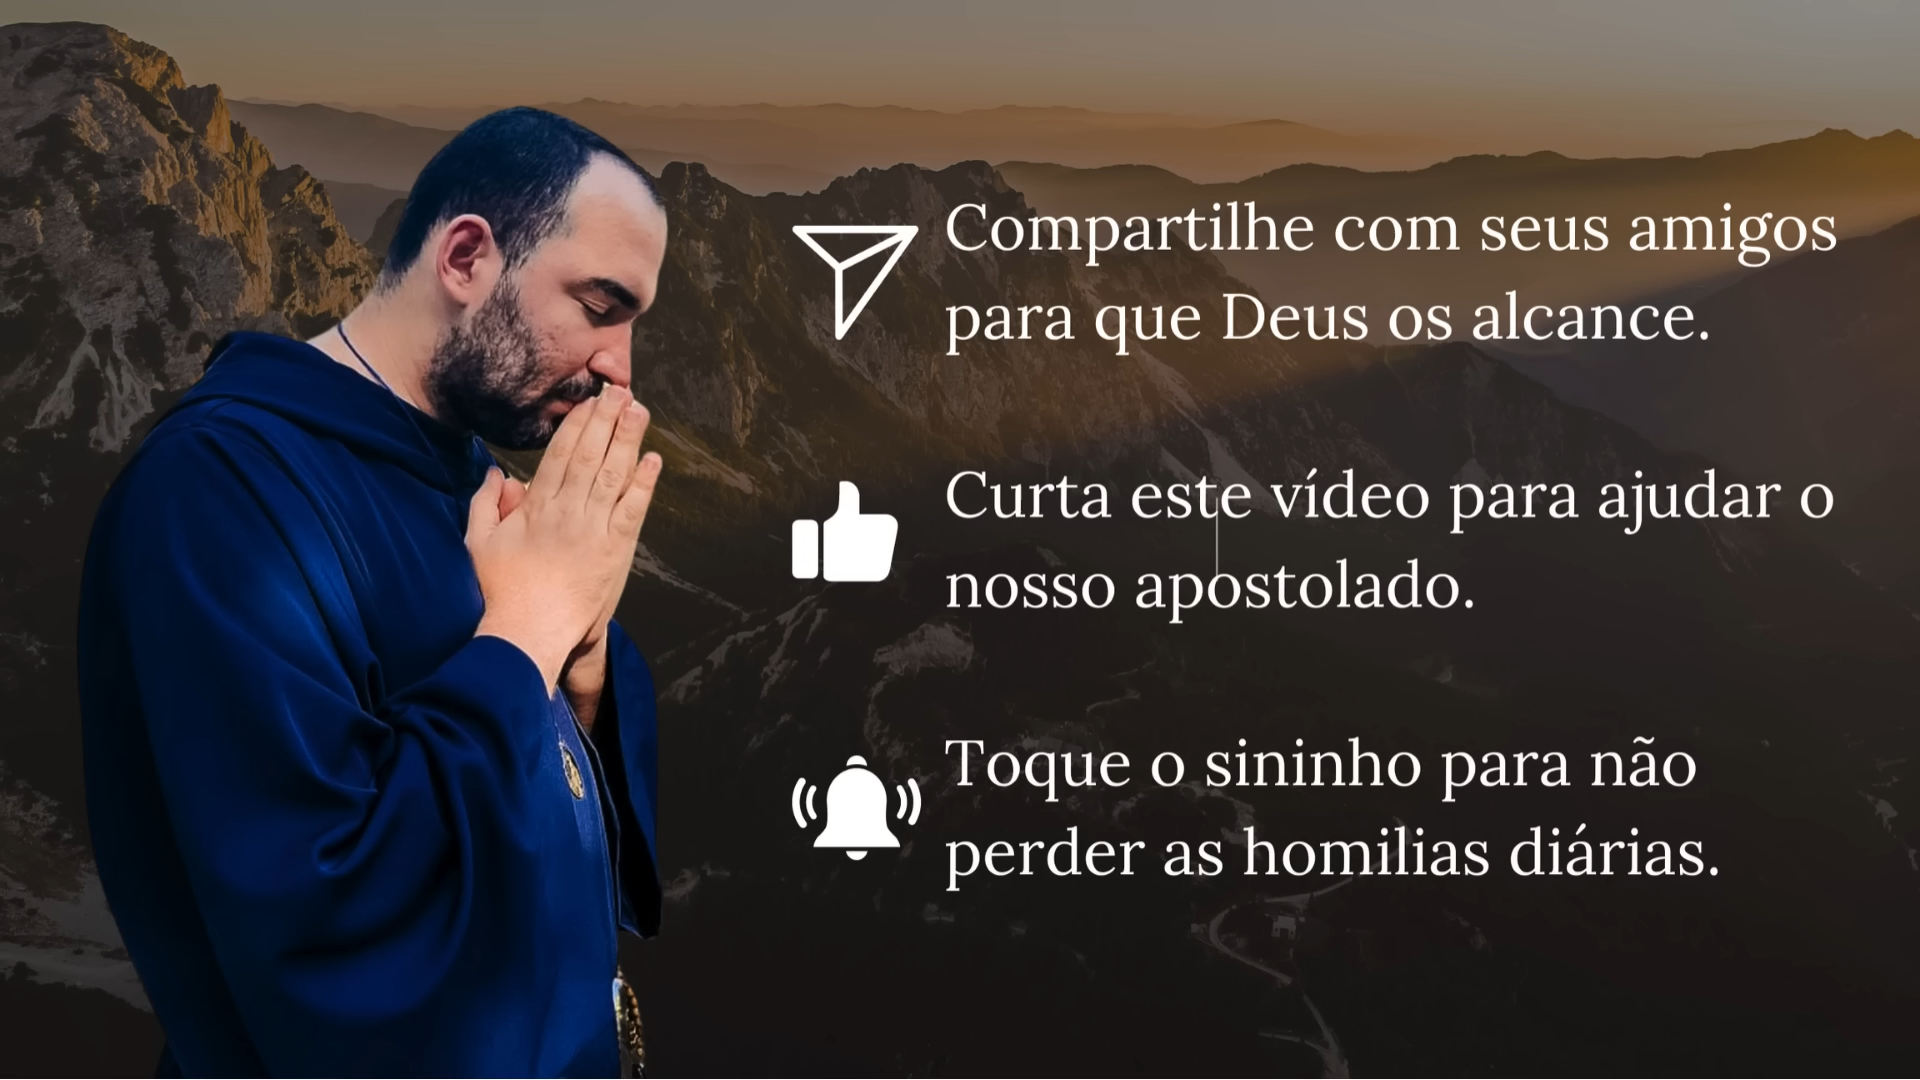 Compartilhe com seus amigos
para que Deus os alcance.
Curta este vídeo para ajudar o
nosso apostolado.
Toque o sininho para não
perder as homilias diárias.